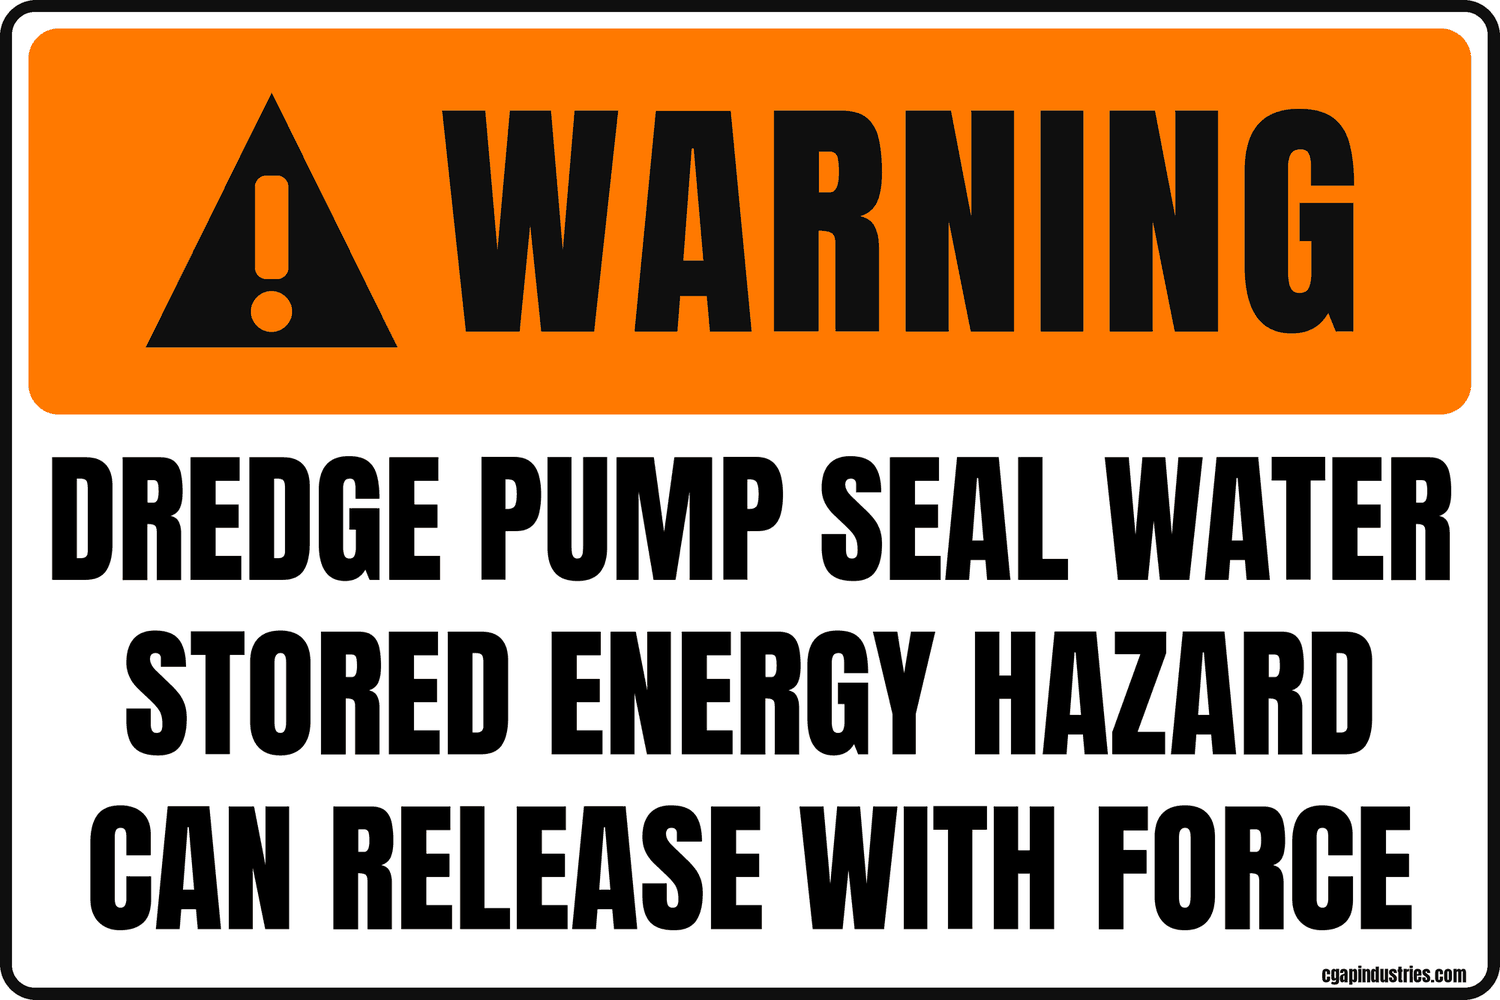 WARNING
DREDGE PUMP SEAL WATER
STORED ENERGY HAZARD
CAN RELEASE WITH FORCE
cgapindustries.com